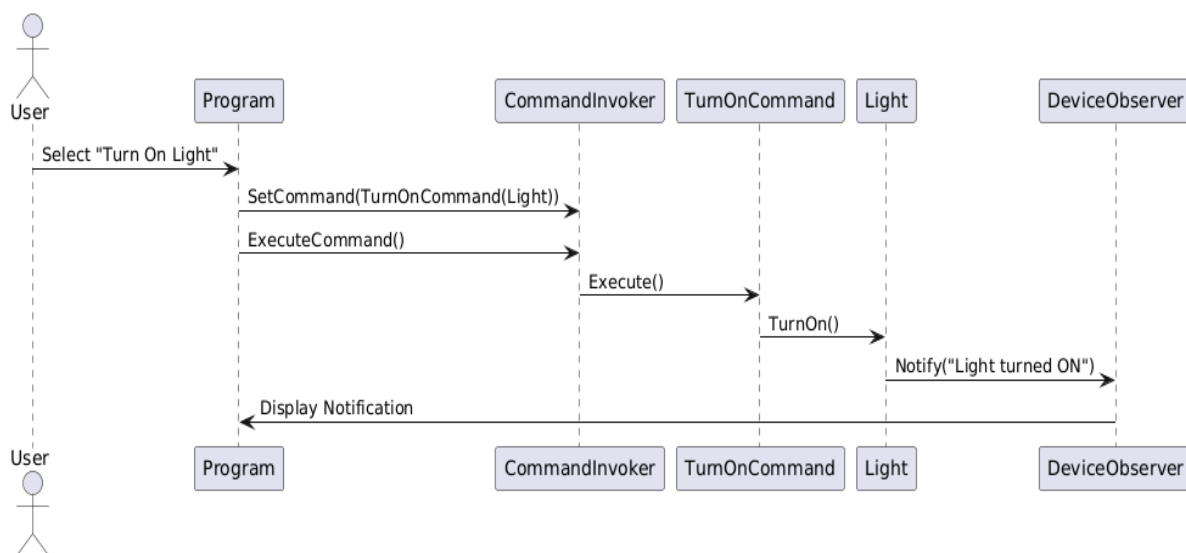 User
Program
CommandInvoker
TurnOnCommand
Light
DeviceObserver
Select "Turn On Light"
SetCommand(TurnOnCommand(Light))
ExecuteCommand()
Execute()
TurnOn()
Notify("Light turned ON")
Display Notification
User
Program
CommandInvoker
TurnOnCommand
Light
DeviceObserver